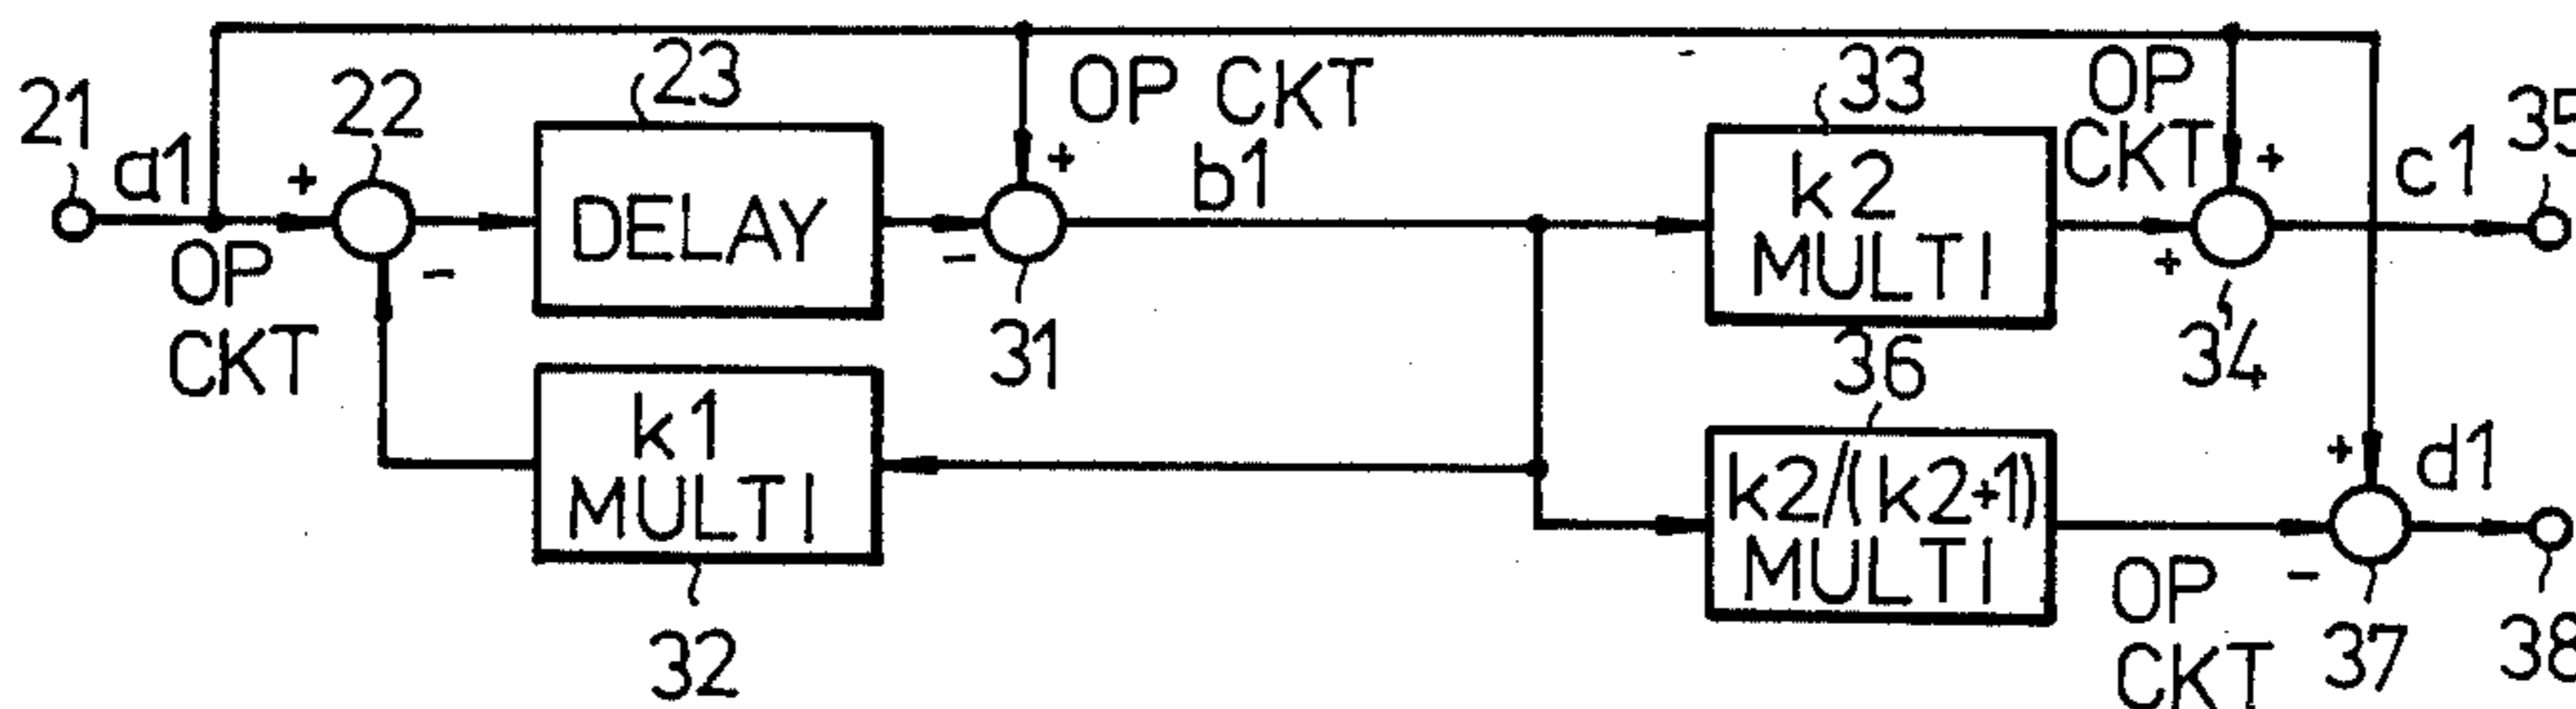 21
a1
OP
CKT
22
+
-
23
DELAY
OP CKT
+
-
31
b1
k1
MULTI
32
33
k2
MULTI
36
k2/(k2+1)
MULTI
OP
CKT
+
+
34
c1
35
OP
CKT
+
-
37
d1
38